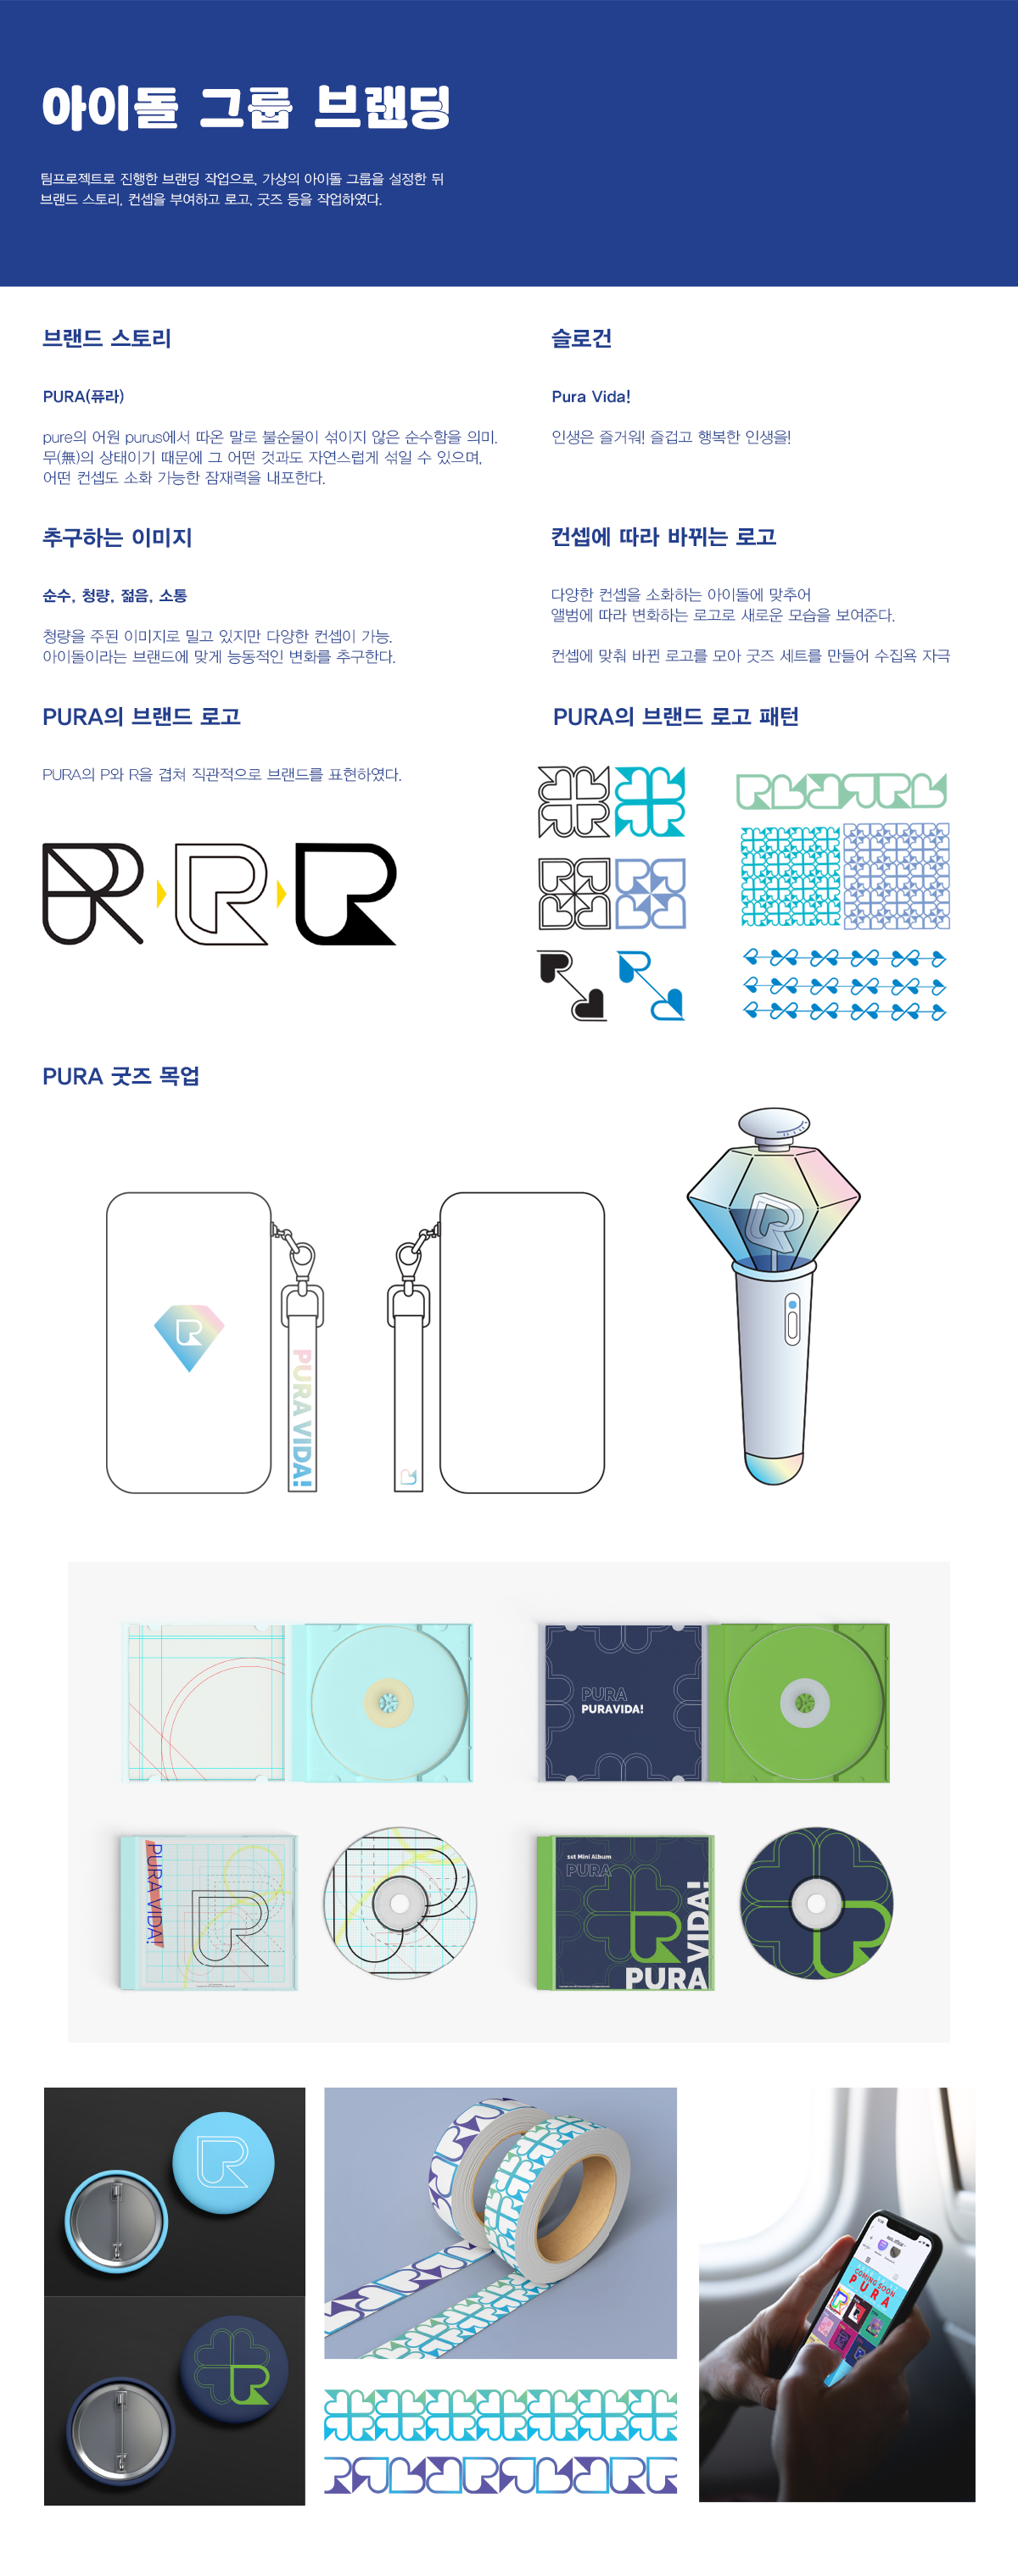 아이돌 그룹 브랜딩
팀프로젝트로 진행한 브랜딩 작업으로, 가상의 아이돌 그룹을 설정한 뒤
브랜드 스토리, 컨셉을 부여하고 로고, 굿즈 등을 작업하였다.
브랜드 스토리
PURA(퓨라)
pure의 어원 purus에서 따온 말로 불순물이 섞이지 않은 순수함을 의미.
무(無)의 상태이기 때문에 그 어떤 것과도 자연스럽게 섞일 수 있으며,
어떤 컨셉도 소화 가능한 잠재력을 내포한다.
슬로건
Pura Vida!
인생은 즐거워! 즐겁고 행복한 인생을!
추구하는 이미지
순수, 청량, 젊음, 소통
청량을 주된 이미지로 밀고 있지만 다양한 컨셉이 가능.
아이돌이라는 브랜드에 맞게 능동적인 변화를 추구한다.
컨셉에 따라 바뀌는 로고
다양한 컨셉을 소화하는 아이돌에 맞추어
앨범에 따라 변화하는 로고로 새로운 모습을 보여준다.
컨셉에 맞춰 바뀐 로고를 모아 굿즈 세트를 만들어 수집욕 자극
PURA의 브랜드 로고
PURA의 P와 R을 겹쳐 직관적으로 브랜드를 표현하였다.
PURA의 브랜드 로고 패턴
PURA 굿즈 목업
PURA VIDA!
PURA
PURAVIDA!
PURA VIDA!
1st Mini Album
PURA
PURA VIDA!
COMING SOON
PURA